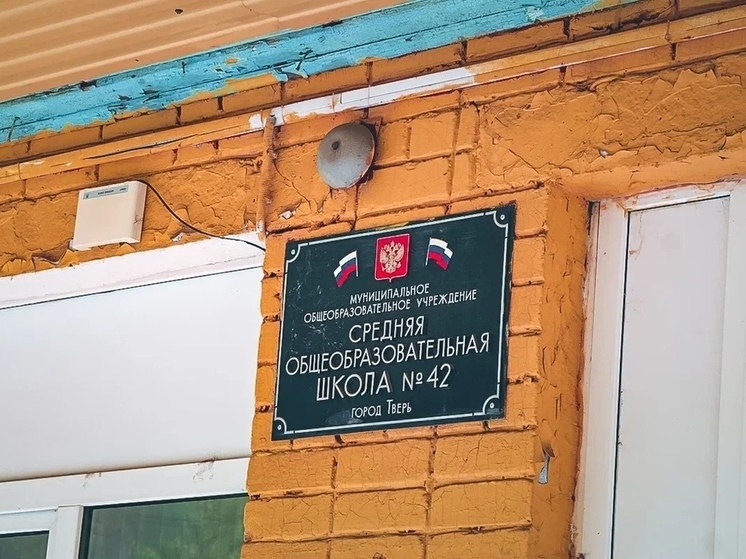 МУНИЦИПАЛЬНОЕ
ОБЩЕОБРАЗОВАТЕЛЬНОЕ УЧРЕЖДЕНИЕ
СРЕДНЯЯ
ОБЩЕОБРАЗОВАТЕЛЬНАЯ
ШКОЛА №42
ГОРОД ТВЕРЬ